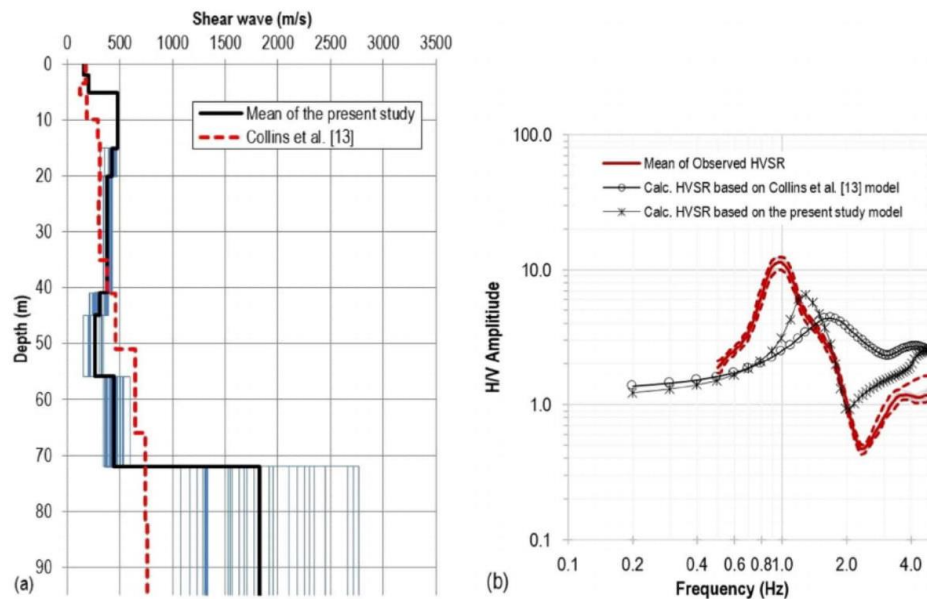 Shear wave (m/s)
0 500 1000 1500 2000 2500 3000 3500
0
10
20
30
40
50
60
70
80
90
Depth (m)
Mean of the present study
Collins et al. [13]
(a)
100.0
10.0
1.0
0.1
H/V Amplitiude
Mean of Observed HVSR
Calc. HVSR based on Collins et al. [13] model
Calc. HVSR based on the present study model
0.1 0.2 0.4 0.6 0.81.0 2.0 4.0
(b)
Frequency (Hz)